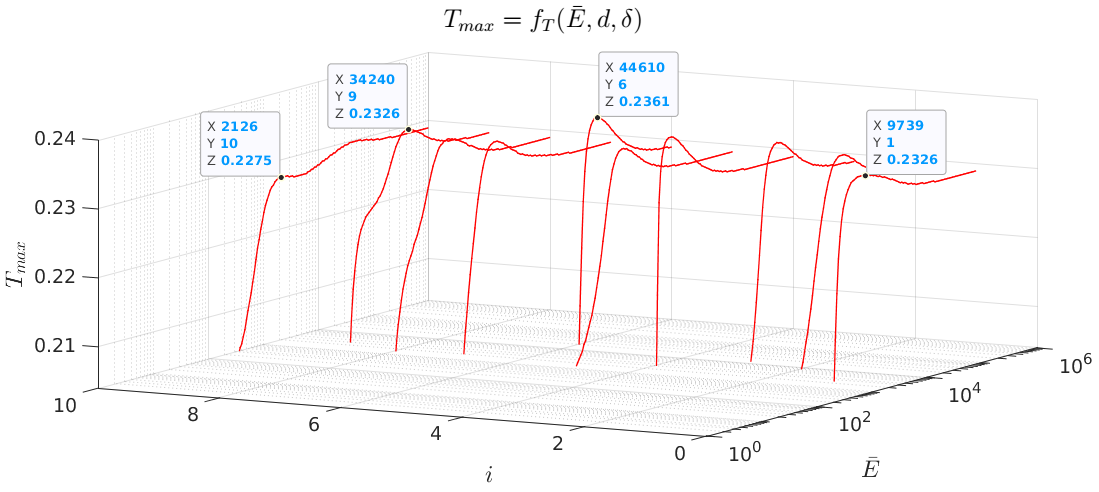 T_max = f_T(Ē, d, δ)
X 44610
Y 6
Z 0.2361
X 34240
Y 9
Z 0.2326
X 2126
Y 10
Z 0.2275
X 9739
Y 1
Z 0.2326
0.24
0.23
0.22
0.21
T_max
10
8
6
4
2
0
i
10^0
10^2
10^4
10^6
Ē